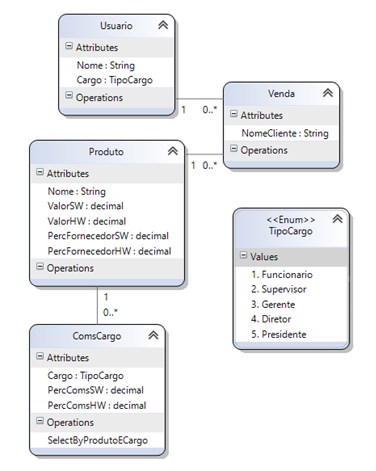 Usuario
Attributes
Nome : String
Cargo : TipoCargo
Operations
1
0..*
Venda
Attributes
NomeCliente : String
Operations
Produto
Attributes
Nome : String
ValorSW : decimal
ValorHW : decimal
PercFornecedorSW : decimal
PercFornecedorHW : decimal
Operations
1
0..*
<<Enum>>
TipoCargo
Values
1. Funcionario
2. Supervisor
3. Gerente
4. Diretor
5. Presidente
1
0..*
ComsCargo
Attributes
Cargo : TipoCargo
PercComsSW : decimal
PercComsHW : decimal
Operations
SelectByProdutoECargo